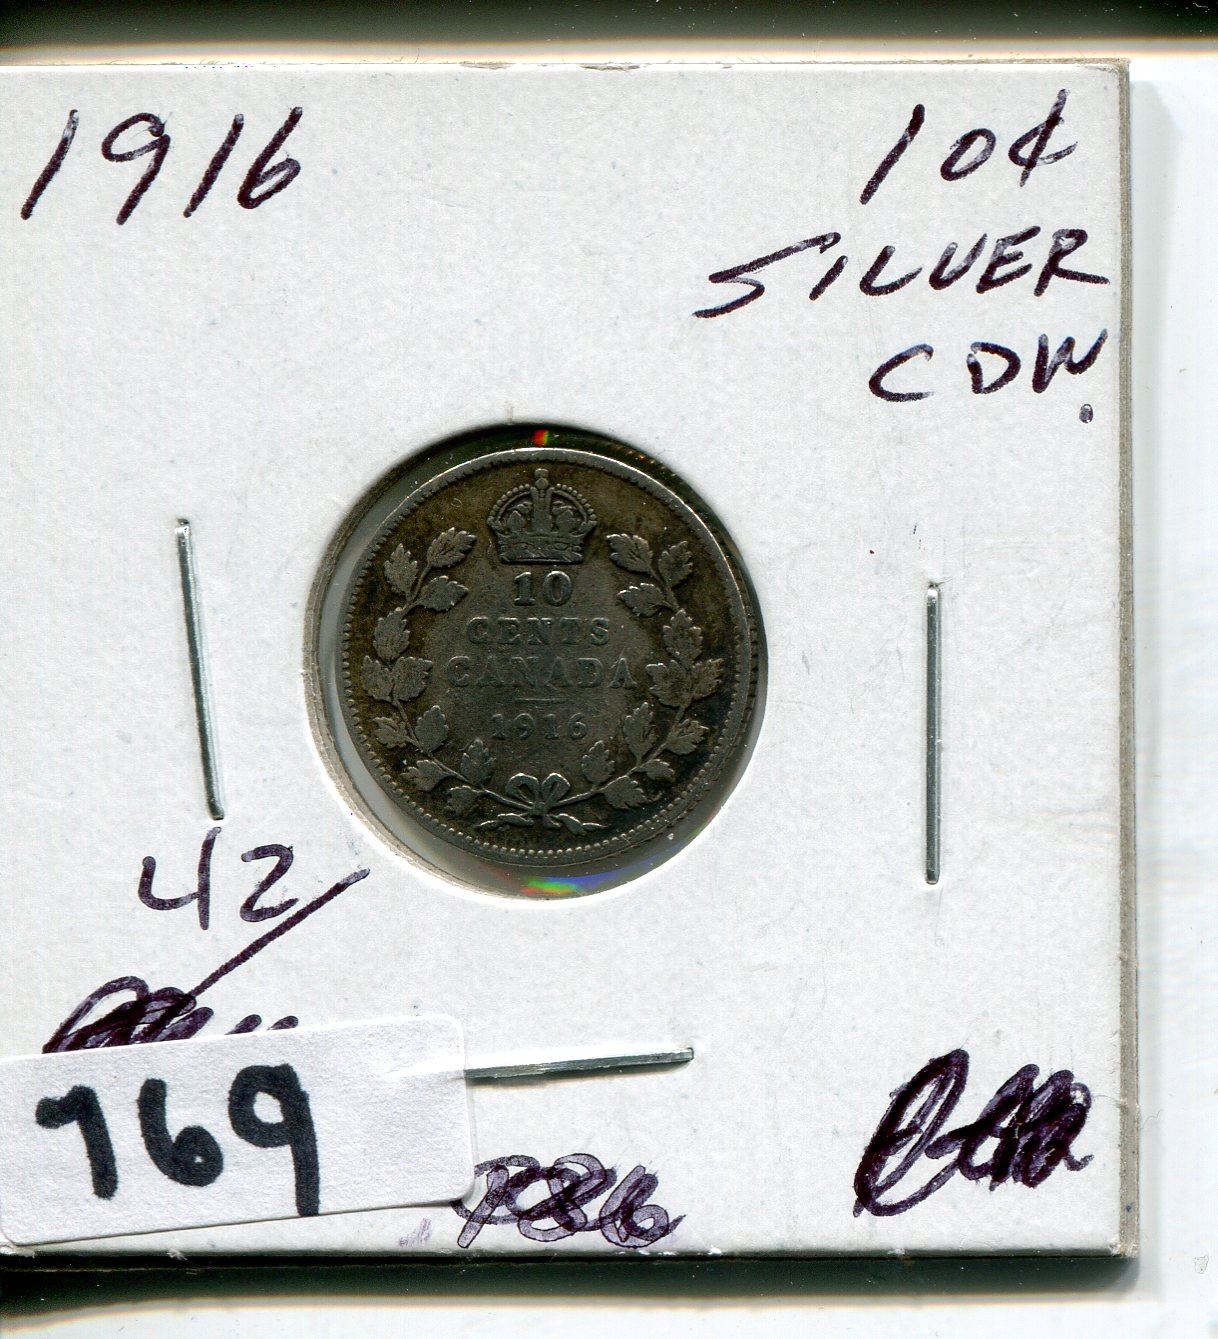 1916
10¢
SILVER
CDN.
10
CENTS
CANADA
1916
42
769